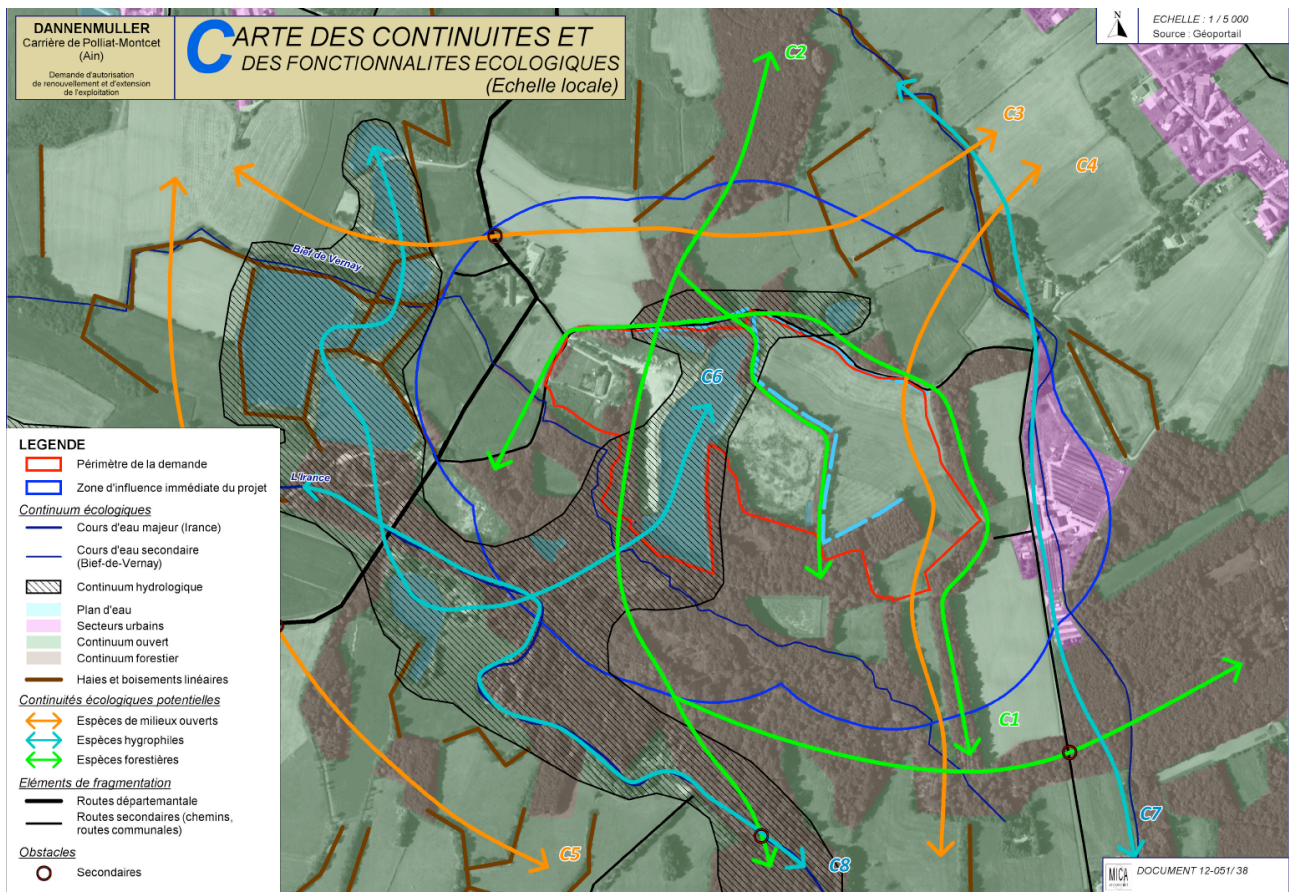 DANNENMULLER
Carrière de Polliat-Montcet
(Ain)
Demande d'autorisation
de renouvellement et d'extension
de l'exploitation
CARTE DES CONTINUITES ET
DES FONCTIONNALITES ECOLOGIQUES
(Echelle locale)
N
ECHELLE : 1 / 5 000
Source : Géoportail
C2
C3
C4
Bief de Vernay
C6
L'Irance
C1
C5
C8
C7
LEGENDE
Périmètre de la demande
Zone d'influence immédiate du projet
Continuum écologiques
Cours d'eau majeur (Irance)
Cours d'eau secondaire
(Bief-de-Vernay)
Continuum hydrologique
Plan d'eau
Secteurs urbains
Continuum ouvert
Continuum forestier
Haies et boisements linéaires
Continuités écologiques potentielles
Espèces de milieux ouverts
Espèces hygrophiles
Espèces forestières
Eléments de fragmentation
Routes départementale
Routes secondaires (chemins,
routes communales)
Obstacles
Secondaires
MICA
DOCUMENT 12-051/ 38